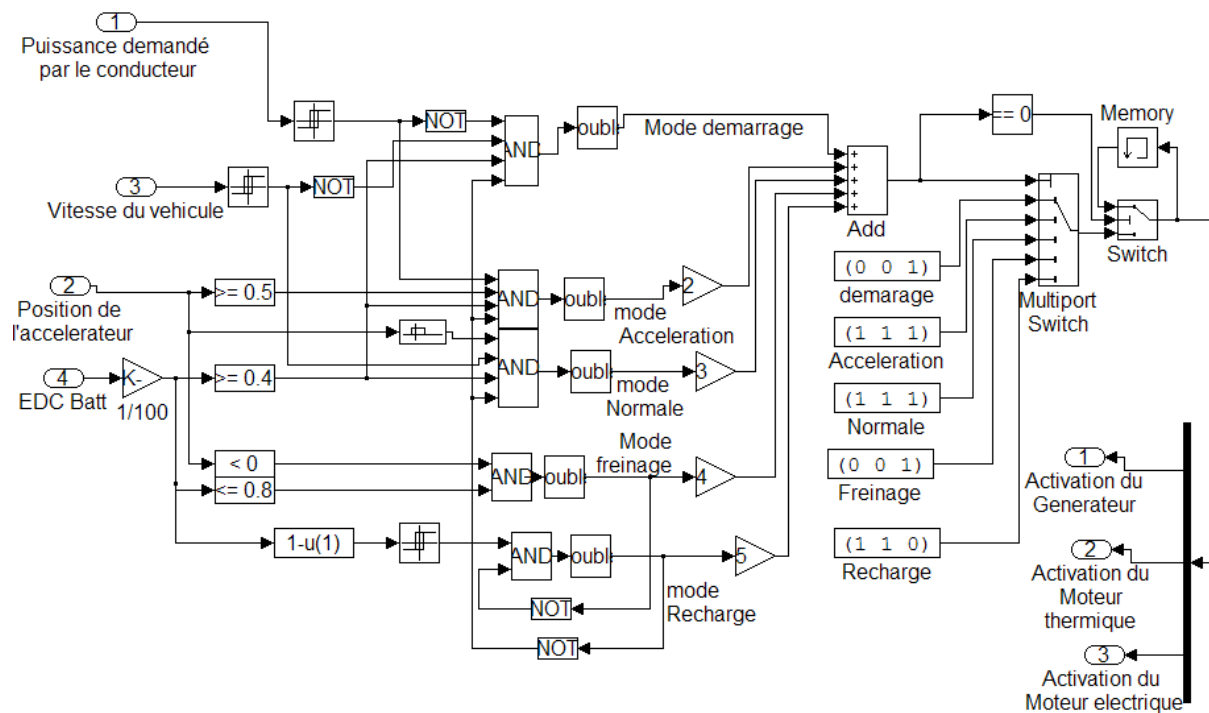 1
Puissance demandé
par le conducteur
NOT
AND
oubl
Mode demarrage
== 0
Memory
3
Vitesse du vehicule
NOT
+
+
+
+
+
Add
Switch
(0 0 1)
demarage
Multiport
Switch
2
Position de
l'accelerateur
>= 0.5
AND
oubl
mode
Acceleration
2
(1 1 1)
Acceleration
4
EDC Batt
K-
1/100
>= 0.4
AND
oubl
mode
Normale
3
(1 1 1)
Normale
< 0
<= 0.8
AND
oubl
Mode
freinage
4
(0 0 1)
Freinage
1-u(1)
AND
oubl
mode
Recharge
5
(1 1 0)
Recharge
NOT
NOT
1
Activation du
Generateur
2
Activation du
Moteur
thermique
3
Activation du
Moteur electrique